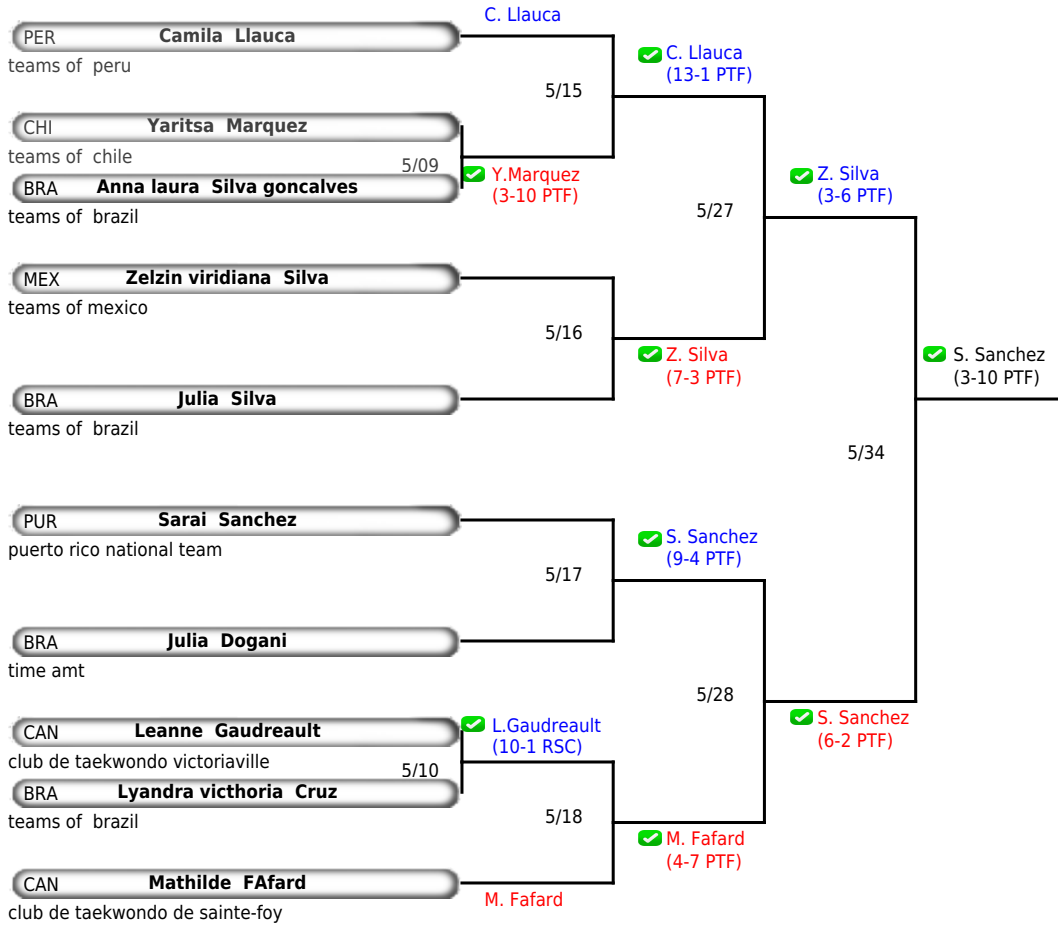 C. Llauca
PER Camila Llauca
teams of peru
C. Llauca
(13-1 PTF)
5/15
CHI Yaritsa Marquez
teams of chile
5/09
Y.Marquez
(3-10 PTF)
BRA Anna laura Silva goncalves
teams of brazil
Z. Silva
(3-6 PTF)
5/27
MEX Zelzin viridiana Silva
teams of mexico
5/16
Z. Silva
(7-3 PTF)
BRA Julia Silva
teams of brazil
S. Sanchez
(3-10 PTF)
5/34
PUR Sarai Sanchez
puerto rico national team
S. Sanchez
(9-4 PTF)
5/17
BRA Julia Dogani
time amt
5/28
S. Sanchez
(6-2 PTF)
CAN Leanne Gaudreault
club de taekwondo victoriaville
L.Gaudreault
(10-1 RSC)
5/10
BRA Lyandra victhoria Cruz
teams of brazil
5/18
M. Fafard
(4-7 PTF)
CAN Mathilde FAfard
club de taekwondo de sainte-foy
M. Fafard